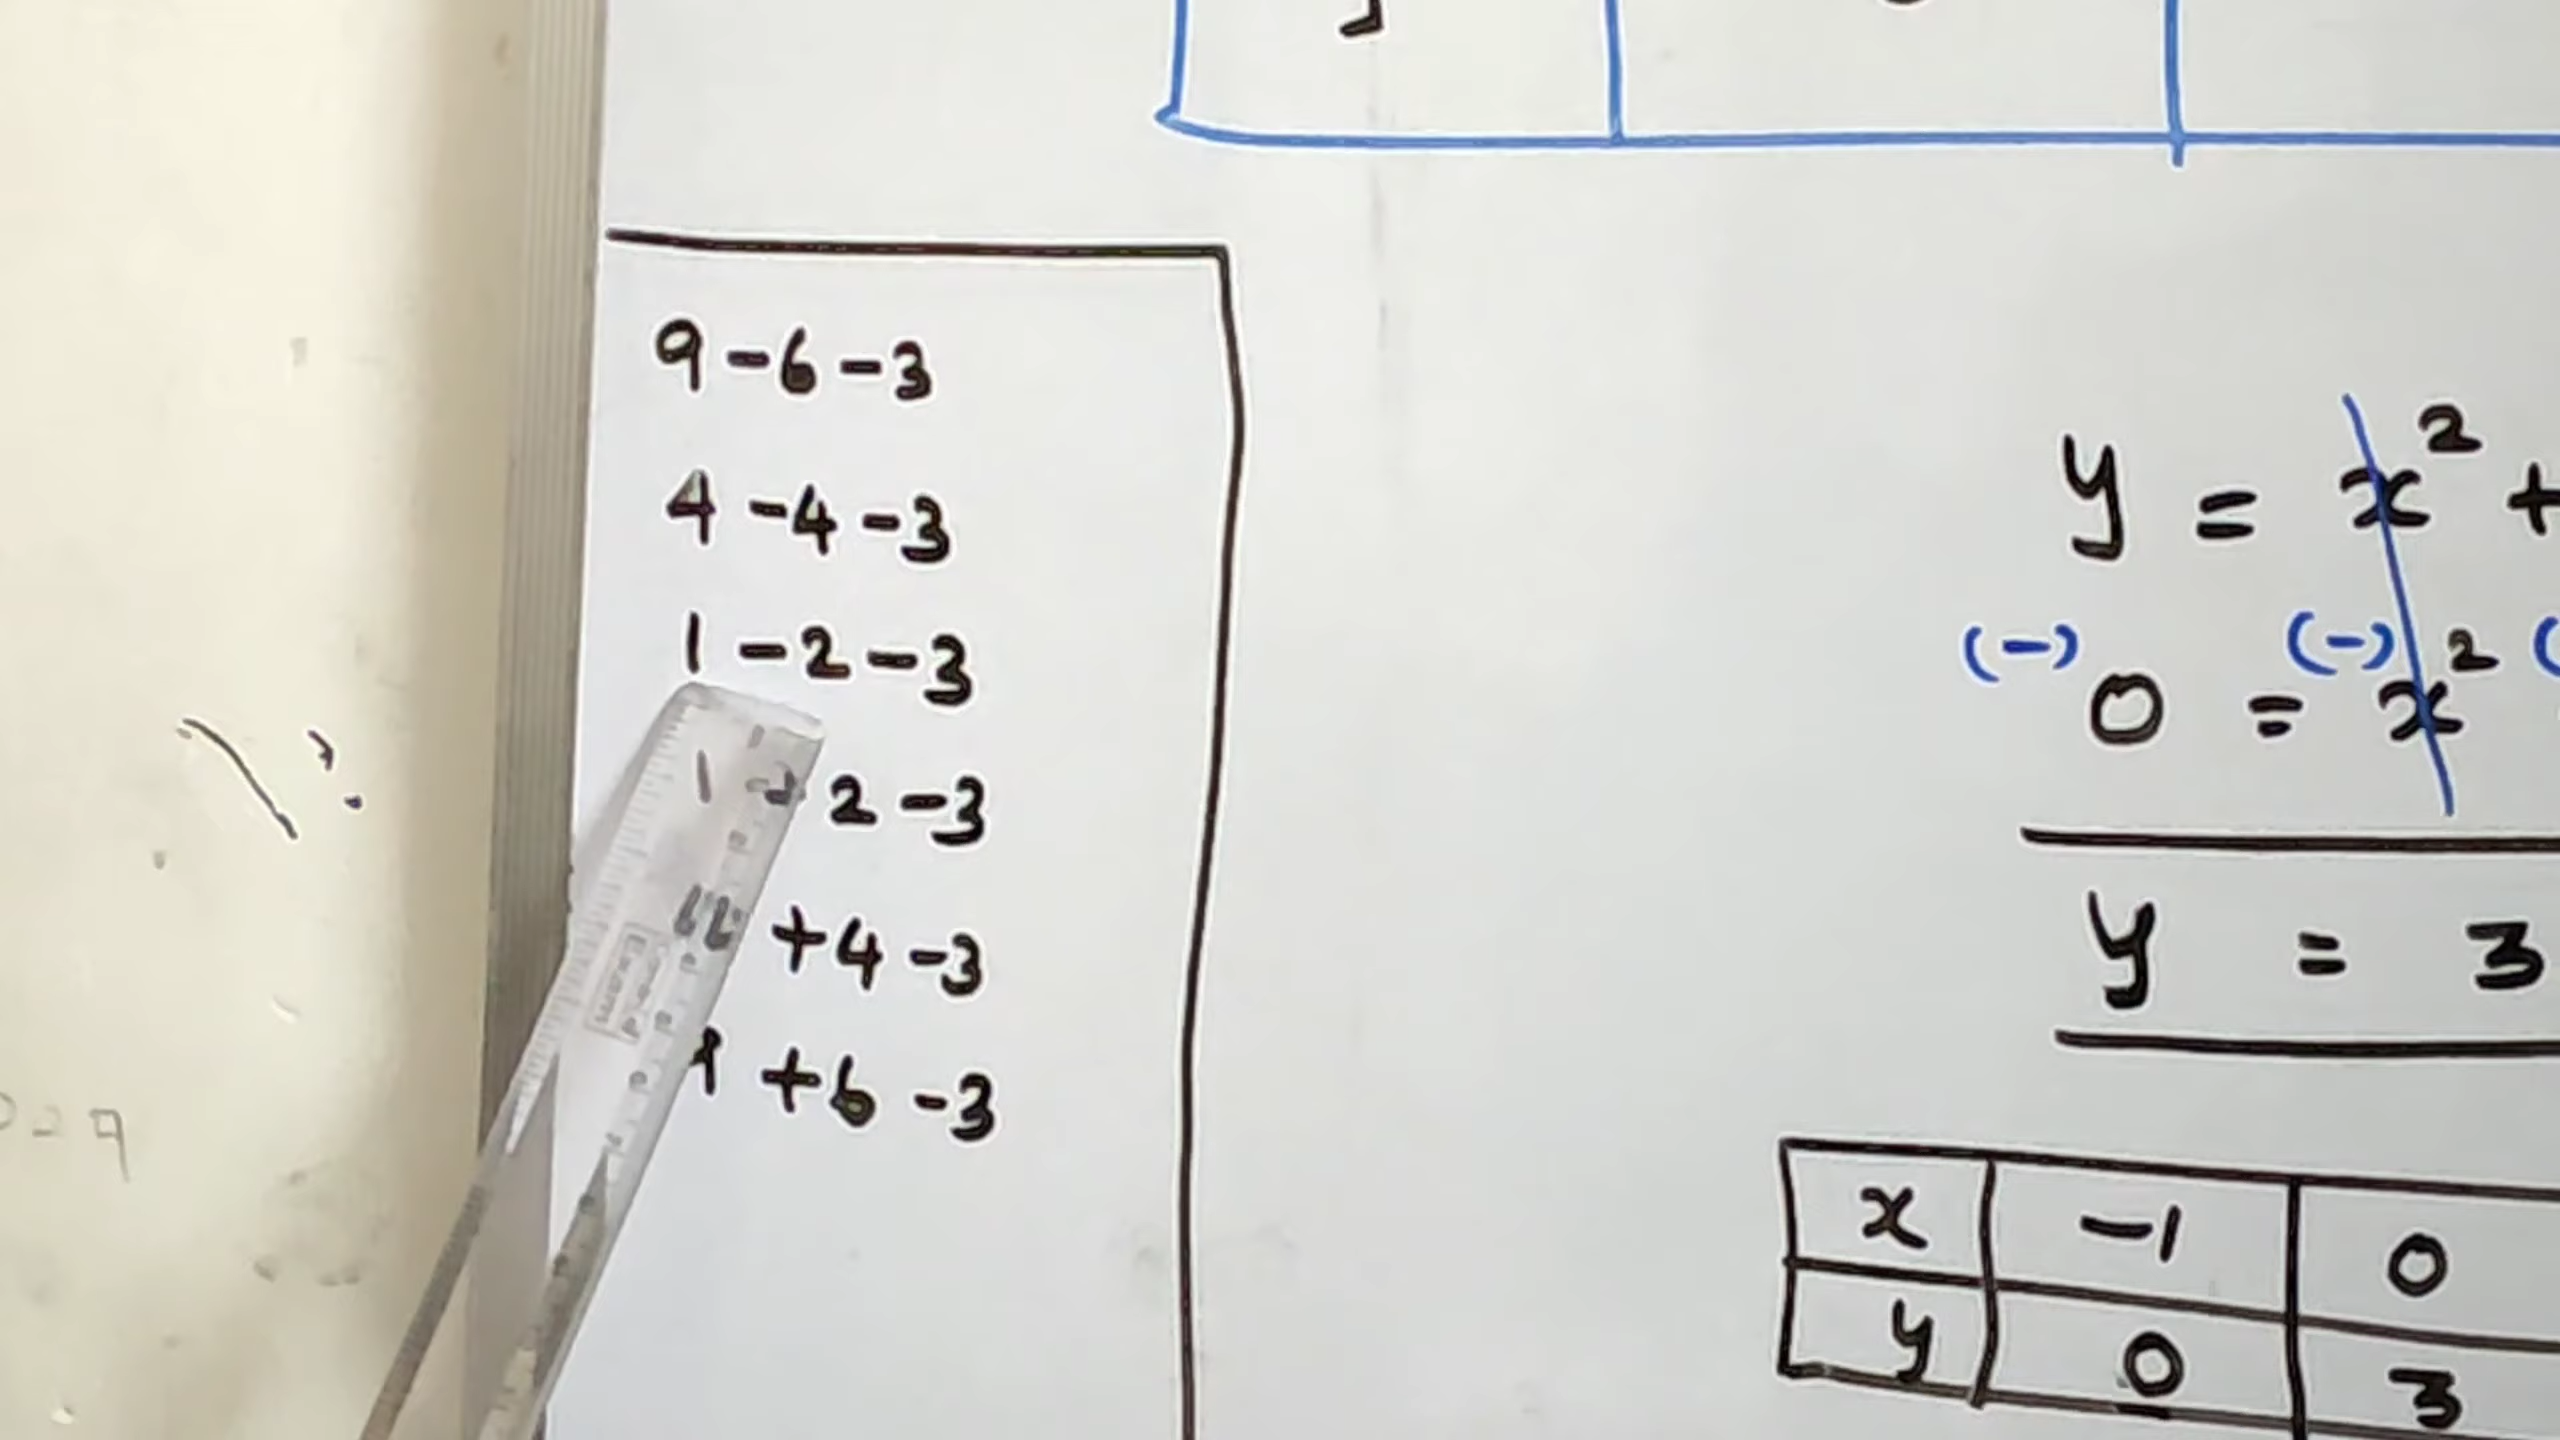 9 - 6 - 3
4 - 4 - 3
1 - 2 - 3
1 + 2 - 3
+ 4 - 3
+ 6 - 3
y = x² +
(-) (-) (
0 = x²
y = 3
x -1 0
y 0 3